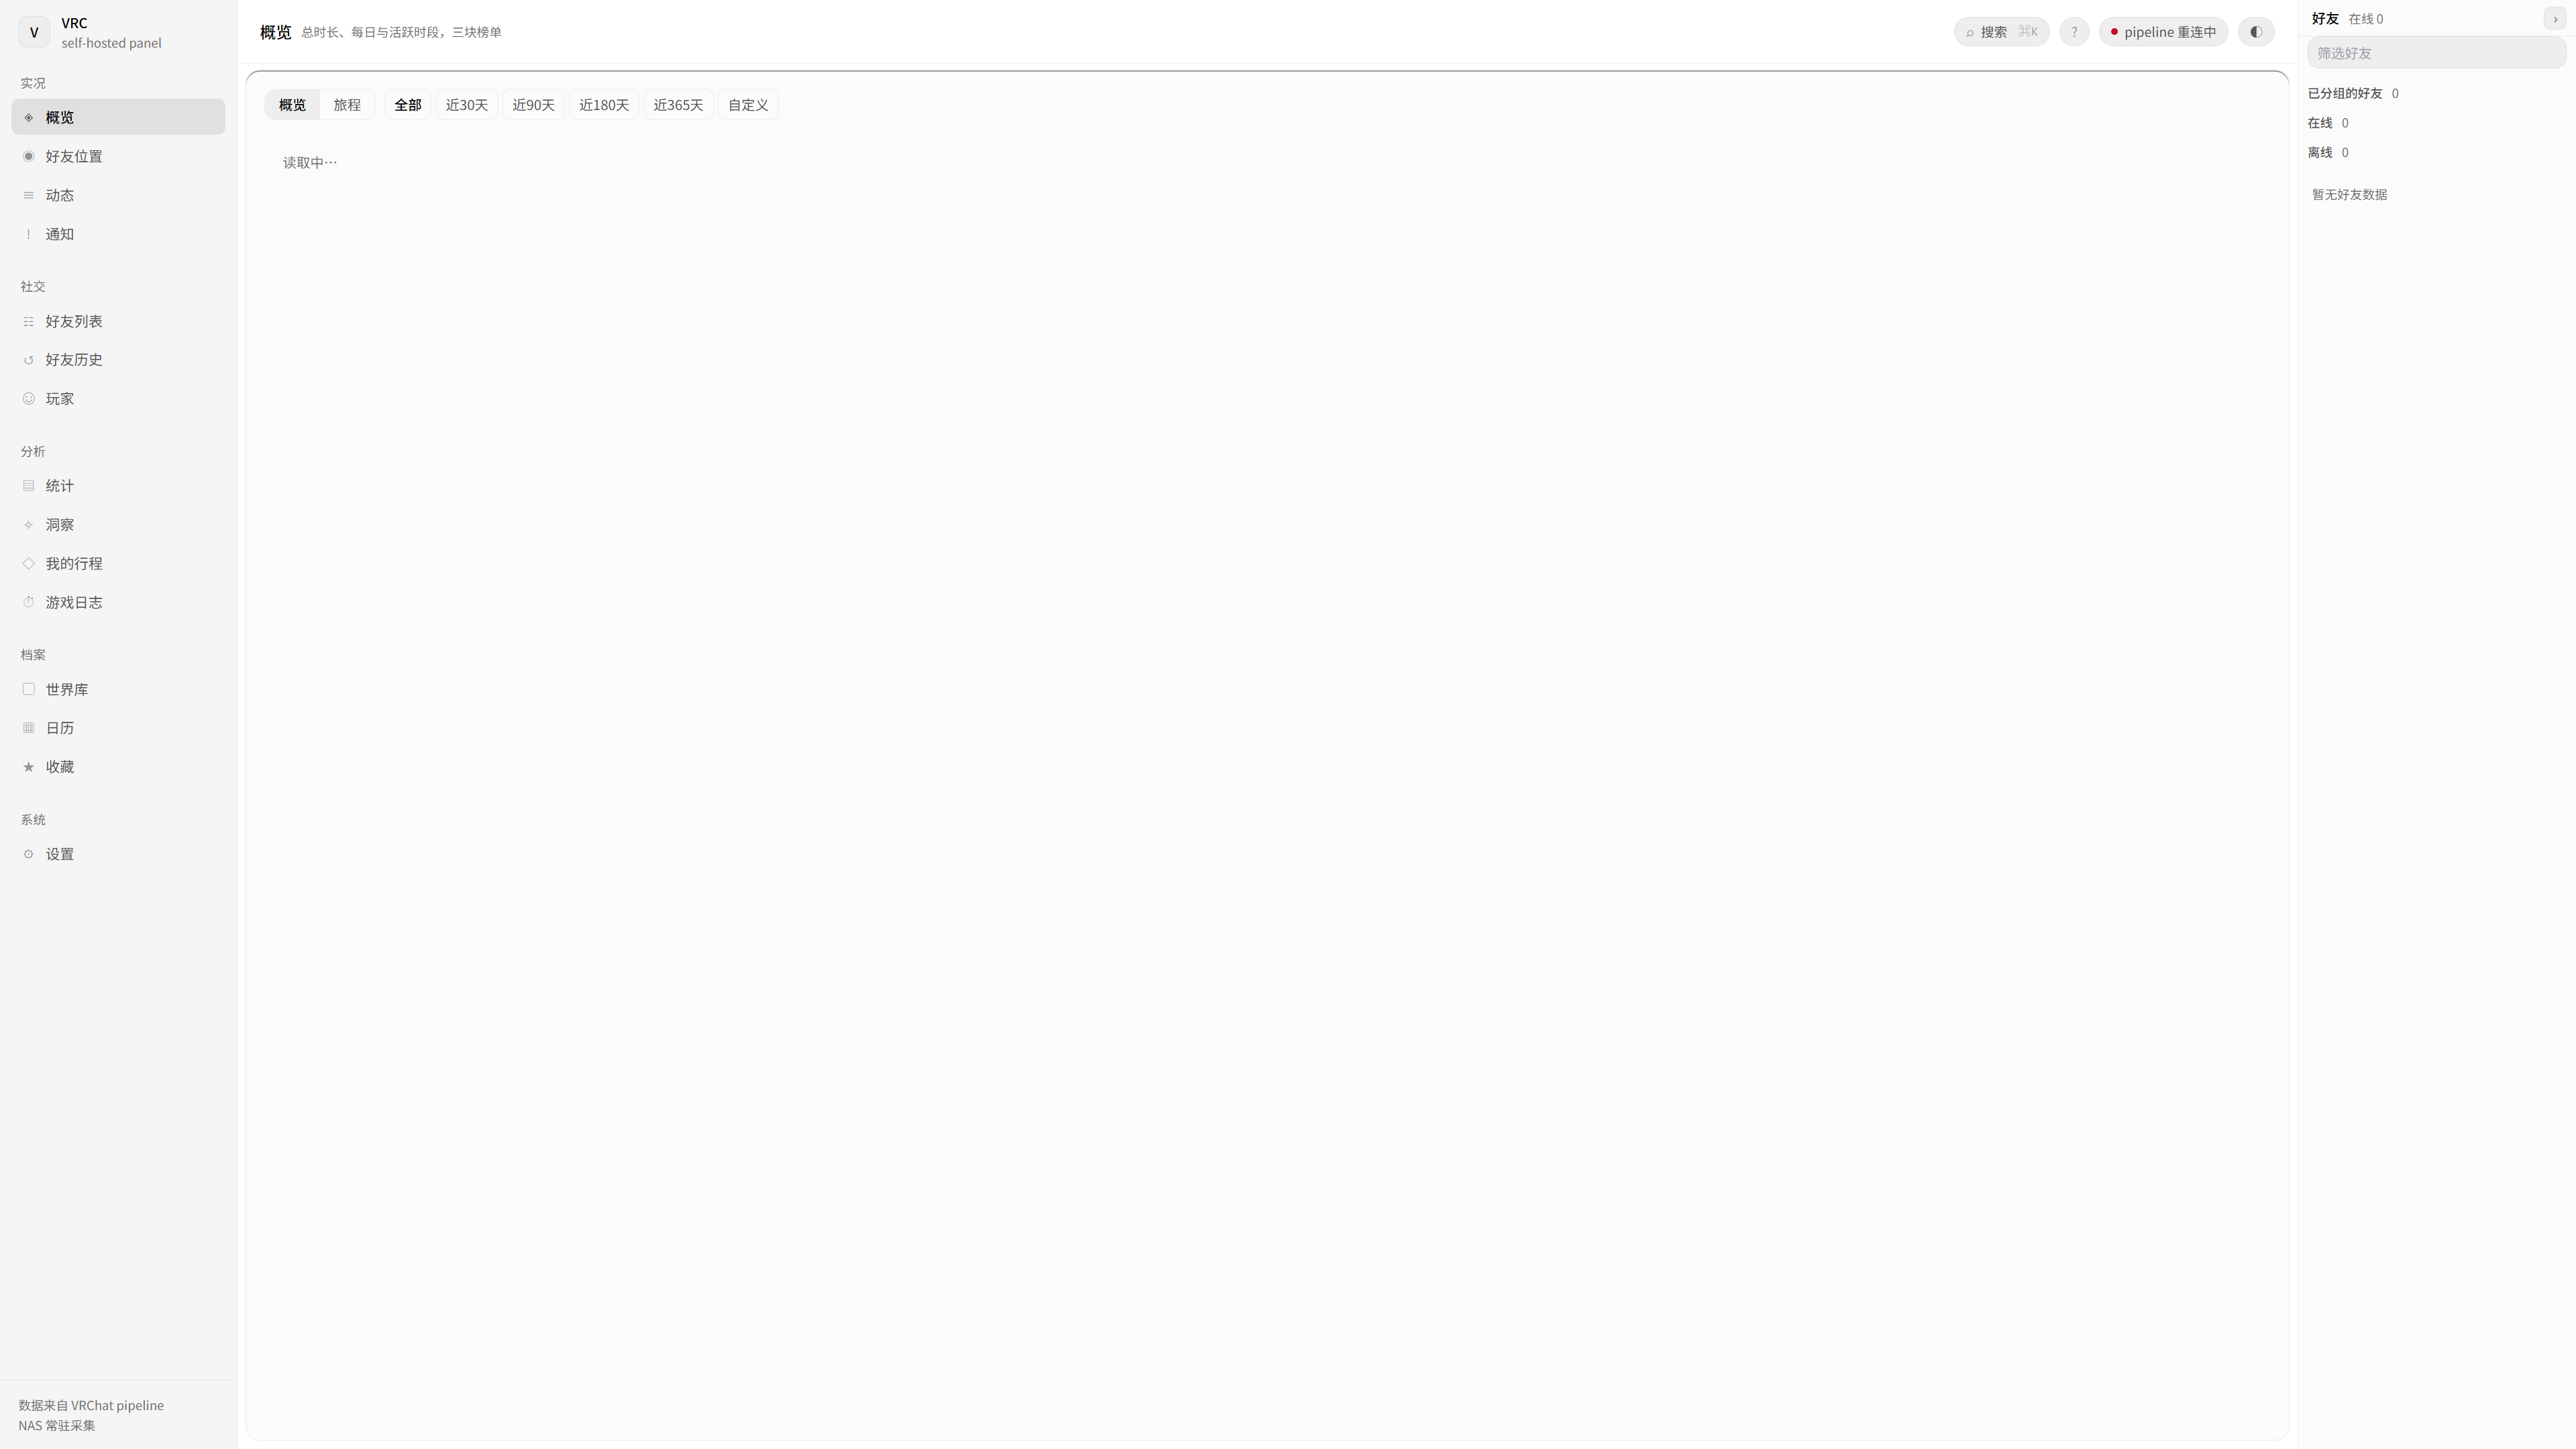 V
VRC
self-hosted panel
实况
概览
好友位置
动态
通知
社交
好友列表
好友历史
玩家
分析
统计
洞察
我的行程
游戏日志
档案
世界库
日历
收藏
系统
设置
数据来自 VRChat pipeline
NAS 常驻采集
概览 总时长、每日与活跃时段，三块榜单
搜索 ⌘K ? pipeline 重连中
概览 旅程 全部 近30天 近90天 近180天 近365天 自定义
读取中…
好友 在线 0
筛选好友
已分组的好友 0
在线 0
离线 0
暂无好友数据